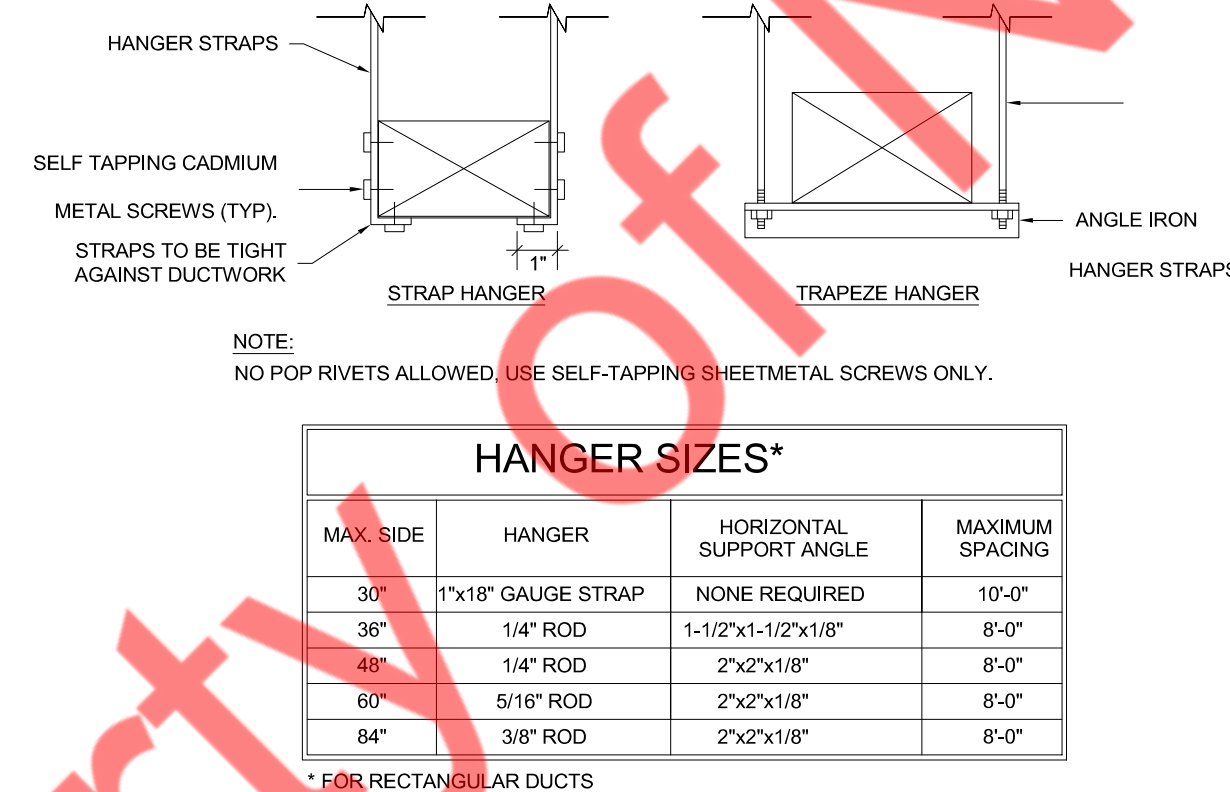 HANGER STRAPS
SELF TAPPING CADMIUM
METAL SCREWS (TYP).
STRAPS TO BE TIGHT
AGAINST DUCTWORK
1"
STRAP HANGER
ANGLE IRON
HANGER STRAPS
TRAPEZE HANGER
NOTE:
NO POP RIVETS ALLOWED, USE SELF-TAPPING SHEETMETAL SCREWS ONLY.
HANGER SIZES*
MAX. SIDE HANGER HORIZONTAL SUPPORT ANGLE MAXIMUM SPACING
30" 1"x18" GAUGE STRAP NONE REQUIRED 10'-0"
36" 1/4" ROD 1-1/2"x1-1/2"x1/8" 8'-0"
48" 1/4" ROD 2"x2"x1/8" 8'-0"
60" 5/16" ROD 2"x2"x1/8" 8'-0"
84" 3/8" ROD 2"x2"x1/8" 8'-0"
* FOR RECTANGULAR DUCTS
of